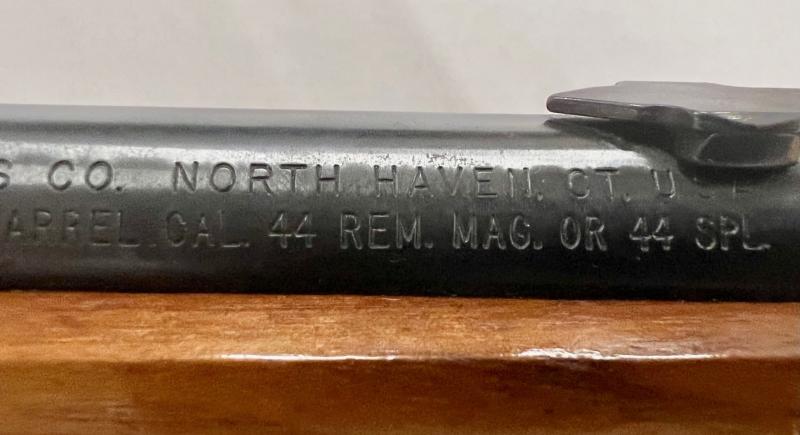 S CO. NORTH HAVEN, CT. U
ARREL. CAL. 44 REM. MAG. OR 44 SPL.